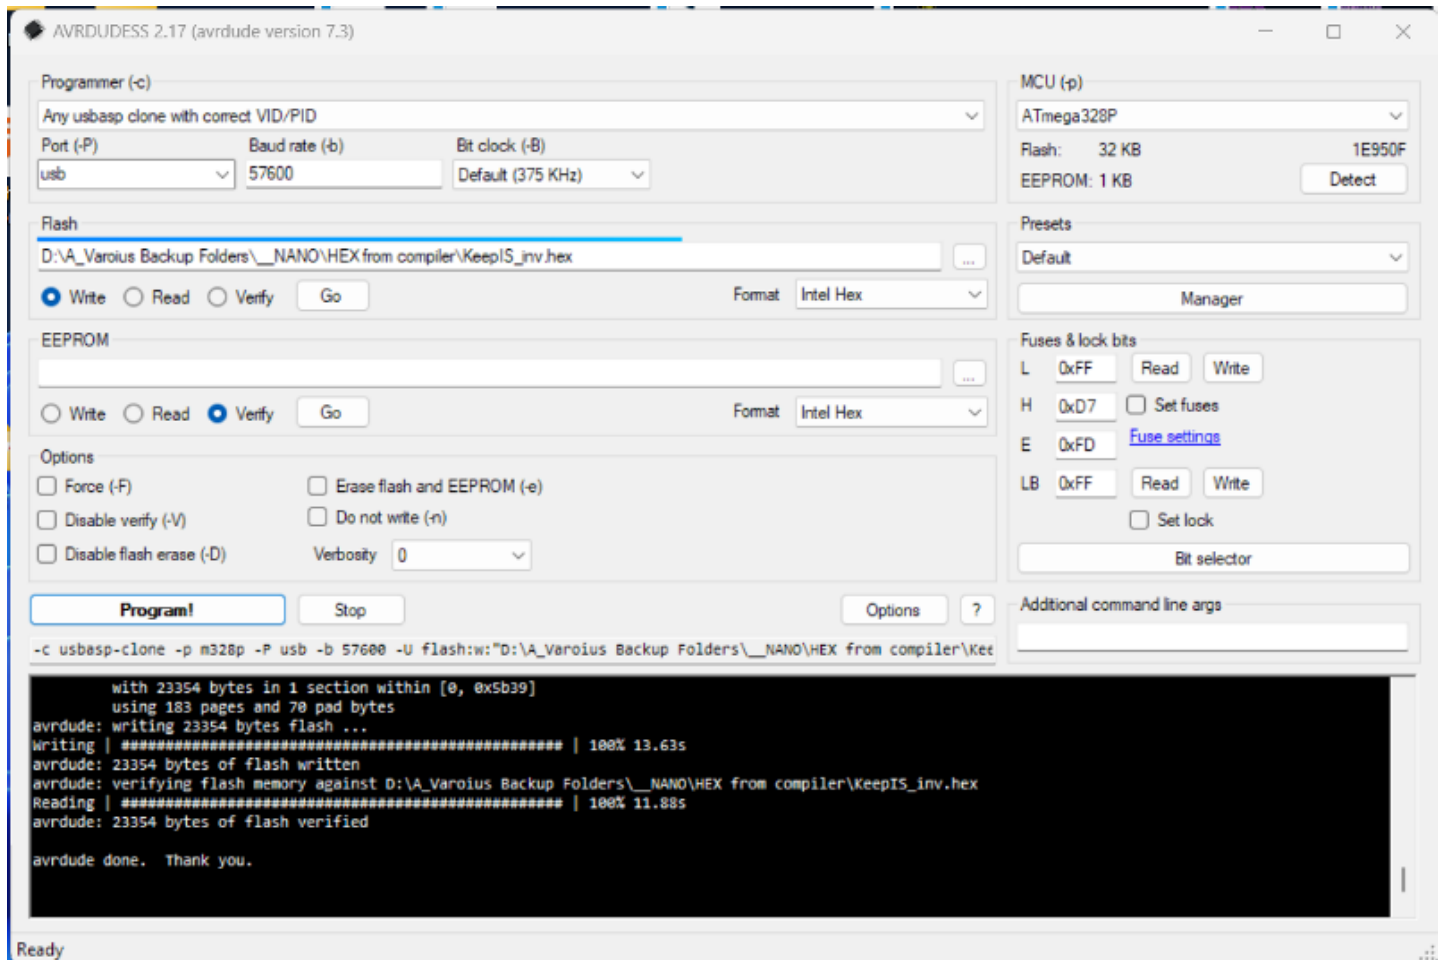 AVRDUDESS 2.17 (avrdude version 7.3)
Programmer (-c)
Any usbasp clone with correct VID/PID
Port (-P) Baud rate (-b) Bit clock (-B)
usb 57600 Default (375 KHz)
MCU (-p)
ATmega328P
Flash: 32 KB 1E950F
EEPROM: 1 KB Detect
Flash
D:\A_Varoius Backup Folders\__NANO\HEX from compiler\KeepIS_inv.hex ...
Write Read Verify Go Format Intel Hex
Presets
Default
Manager
EEPROM
...
Write Read Verify Go Format Intel Hex
Fuses & lock bits
L 0xFF Read Write
H 0xD7 Set fuses
E 0xFD Fuse settings
LB 0xFF Read Write
Set lock
Bit selector
Options
Force (-F) Erase flash and EEPROM (-e)
Disable verify (-V) Do not write (-n)
Disable flash erase (-D) Verbosity 0
Program! Stop Options ?
Additional command line args
-c usbasp-clone -p m328p -P usb -b 57600 -U flash:w:"D:\A_Varoius Backup Folders\__NANO\HEX from compiler\Kee
with 23354 bytes in 1 section within [0, 0x5b39]
using 183 pages and 70 pad bytes
avrdude: writing 23354 bytes flash ...
Writing | ################################################## | 100% 13.63s
avrdude: 23354 bytes of flash written
avrdude: verifying flash memory against D:\A_Varoius Backup Folders\__NANO\HEX from compiler\KeepIS_inv.hex
Reading | ################################################## | 100% 11.88s
avrdude: 23354 bytes of flash verified
avrdude done.  Thank you.
Ready